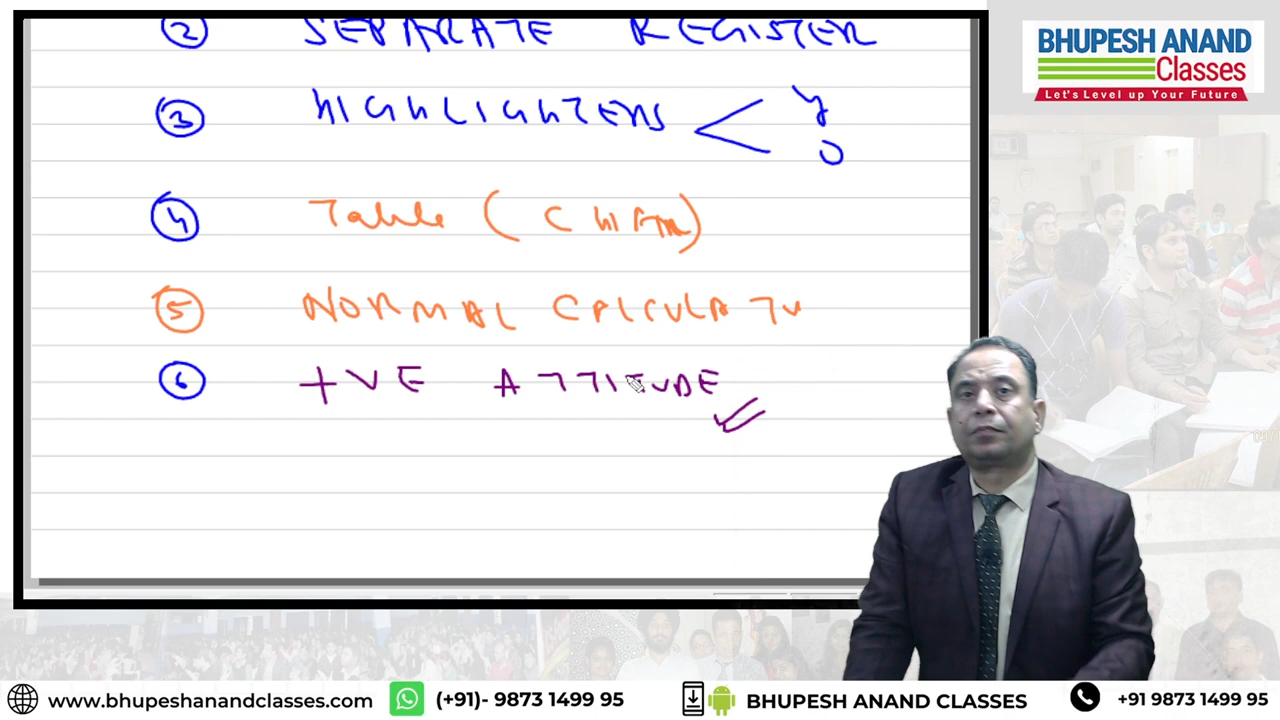 ② SEPARATE REGISTER
③ HIGHLIGHTERS < Y
O
④ Table (CHAIR)
⑤ NORMAL CALCULATOR
⑥ +VE ATTITUDE
BHUPESH ANAND
Classes
Let's Level up Your Future
www.bhupeshanandclasses.com
(+91)- 9873 1499 95
BHUPESH ANAND CLASSES
+91 9873 1499 95